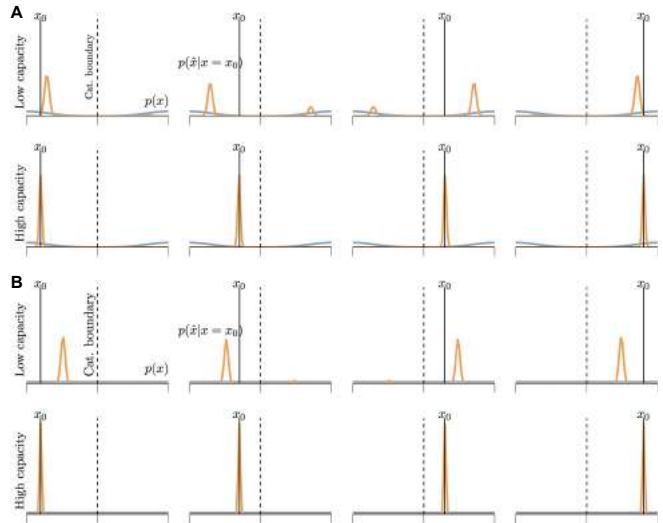 A
x₀
x₀
x₀
x₀
Low capacity
Cat. boundary
p(x)
p(x̂|x = x₀)
x₀
x₀
x₀
x₀
High capacity
B
x₀
x₀
x₀
x₀
Low capacity
Cat. boundary
p(x)
p(x̂|x = x₀)
x₀
x₀
x₀
x₀
High capacity